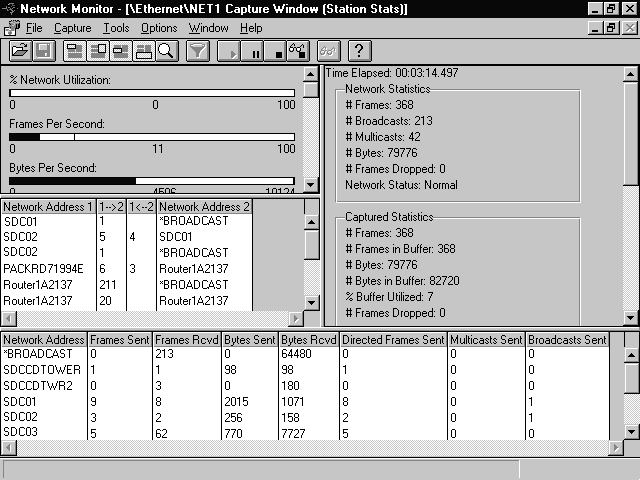 Network Monitor - [\Ethernet\NET1 Capture Window (Station Stats)]
File Capture Tools Options Window Help
% Network Utilization:
0 0 100
Frames Per Second:
0 11 100
Bytes Per Second:
0 4506 10124
Time Elapsed: 00:03:14.497
Network Statistics
# Frames: 368
# Broadcasts: 213
# Multicasts: 42
# Bytes: 79776
# Frames Dropped: 0
Network Status: Normal
Captured Statistics
# Frames: 368
# Frames in Buffer: 368
# Bytes: 79776
# Bytes in Buffer: 82720
% Buffer Utilized: 7
# Frames Dropped: 0
Network Address 1 1-->2 1<--2 Network Address 2
SDC01 1 *BROADCAST
SDC02 5 4 SDC01
SDC02 1 *BROADCAST
PACKRD71994E 6 3 Router1A2137
Router1A2137 211 *BROADCAST
Router1A2137 20 Router1A2137
Network Address Frames Sent Frames Rcvd Bytes Sent Bytes Rcvd Directed Frames Sent Multicasts Sent Broadcasts Sent
*BROADCAST 0 213 0 64480 0 0 0
SDCCDTOWER 1 1 98 98 1 0 0
SDCCDTWR2 0 3 0 180 0 0 0
SDC01 9 8 2015 1071 8 0 1
SDC02 3 2 256 158 2 0 1
SDC03 5 62 770 7727 5 0 0